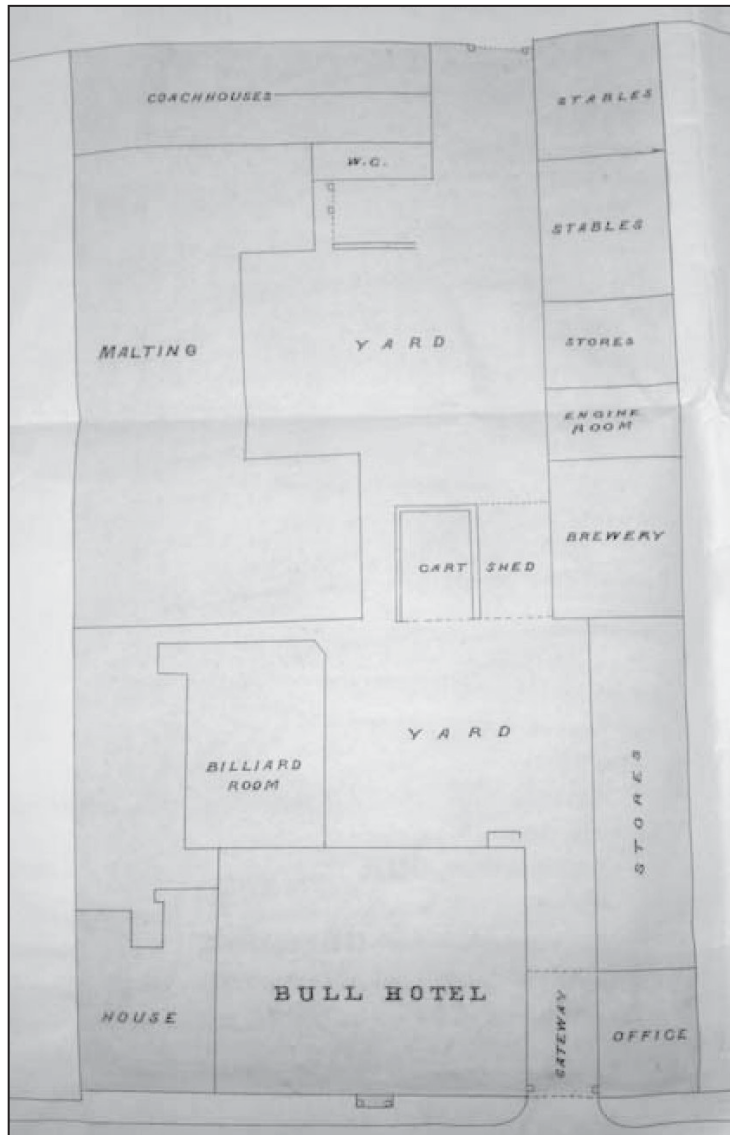 COACHHOUSES
STABLES
W.C.
STABLES
YARD
STORES
MALTING
ENGINE
ROOM
BREWERY
CART SHED
YARD
BILLIARD
ROOM
STORES
BULL HOTEL
HOUSE
GATEWAY
OFFICE